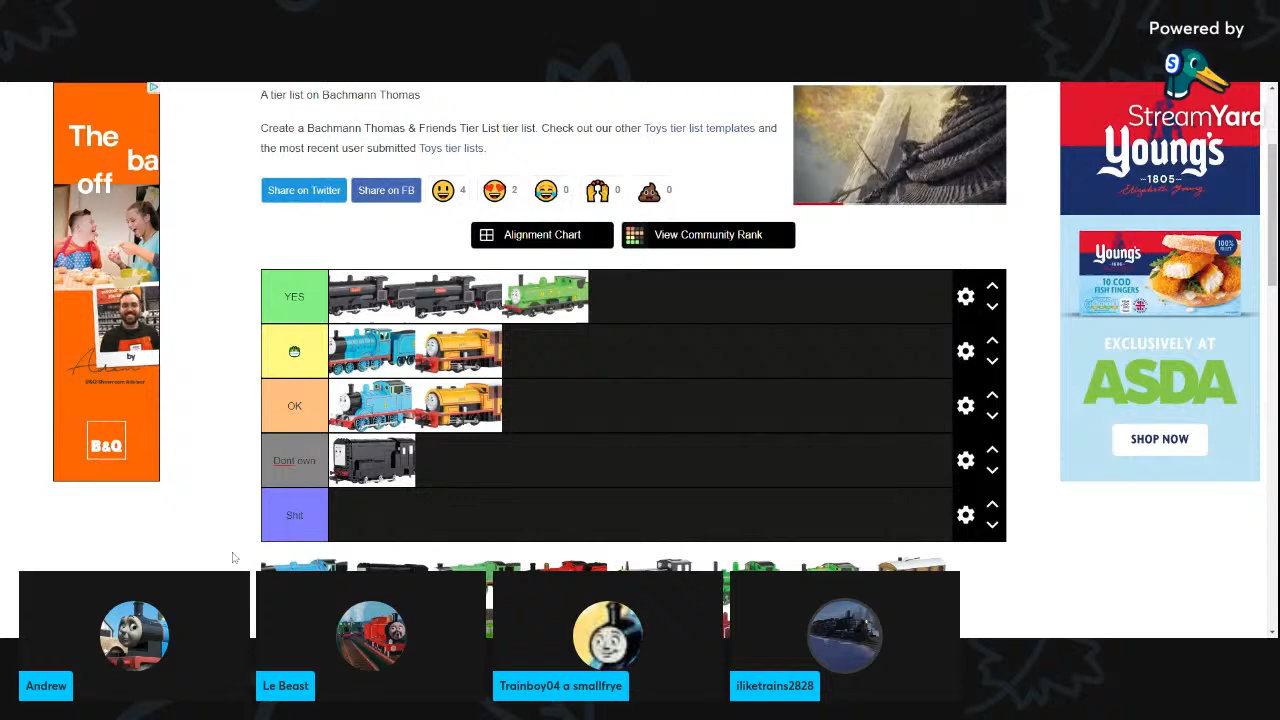 Powered by
S
StreamYard
The
ba
off
by
B&Q
A tier list on Bachmann Thomas
Create a Bachmann Thomas & Friends Tier List tier list. Check out our other Toys tier list templates and
the most recent user submitted Toys tier lists.
Share on Twitter
Share on FB
4
2
0
0
0
Alignment Chart
View Community Rank
YES
OK
Dont own
Shit
Young's
1805
Young's
100%
10 COD
FISH FINGERS
EXCLUSIVELY AT
ASDA
SHOP NOW
Andrew
Le Beast
Trainboy04 a smallfrye
iliketrains2828